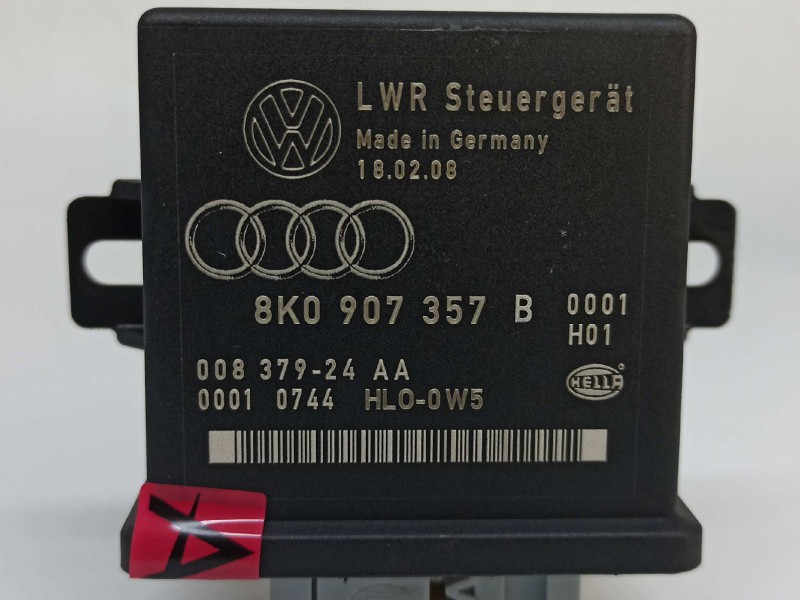 LWR Steuergerät
Made in Germany
18.02.08
8K0 907 357 B 0001
H01
008 379-24 AA
0001 0744 HLO-0W5
HELLA